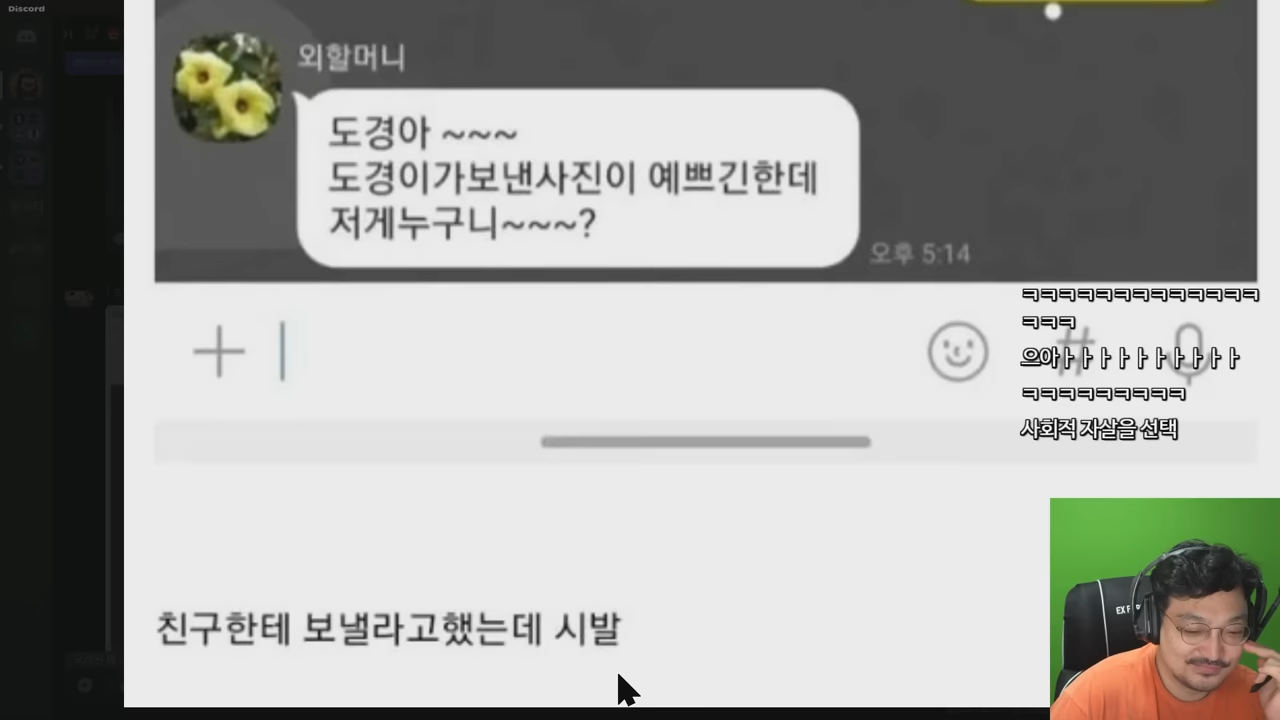 Discord
외할머니
도경아 ~~~
도경이가보낸사진이 예쁘긴한데
저게누구니~~~?
오후 5:14
ㅋㅋㅋㅋㅋㅋㅋㅋㅋㅋㅋㅋㅋ
ㅋㅋㅋ
으아ㅏㅏㅏㅏㅏㅏㅏㅏㅏㅏ
#
ㅋㅋㅋㅋㅋㅋㅋㅋㅋ
사회적 자살을 선택
친구한테 보낼라고했는데 시발